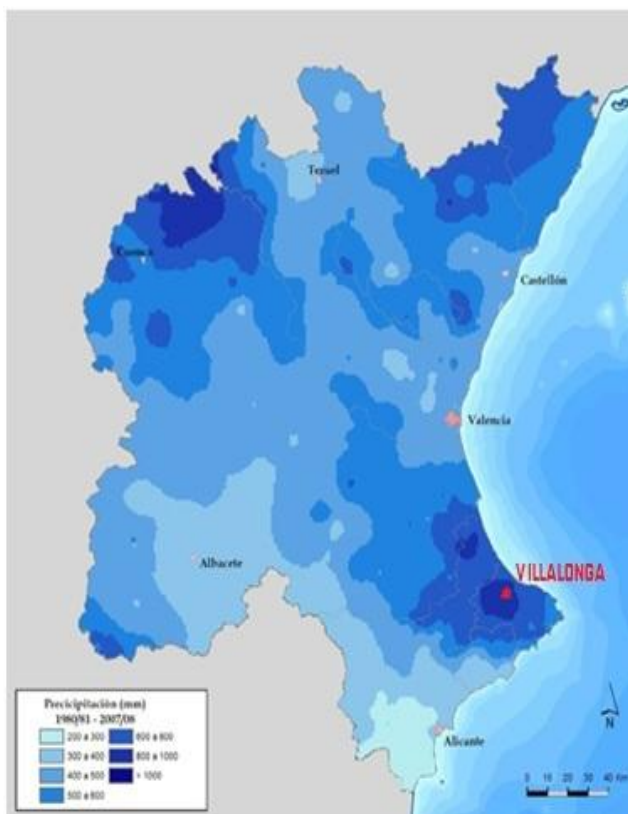 Teruel
Cuenca
Castellón
Valencia
VILLALONGA
Albacete
Alicante
Precicipitación (mm)
1980/81 - 2007/08
200 a 300
600 a 800
300 a 400
800 a 1000
400 a 500
> 1000
500 a 600
N
0 10 20 30 40 Km